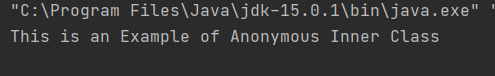 "C:\Program Files\Java\jdk-15.0.1\bin\java.exe" "
This is an Example of Anonymous Inner Class